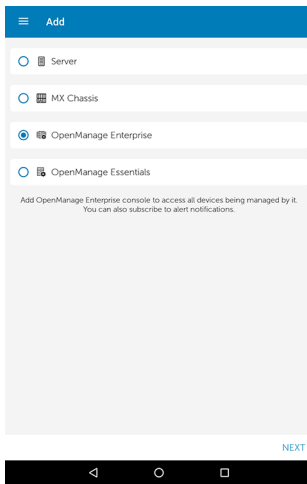 Add
Server
MX Chassis
OpenManage Enterprise
OpenManage Essentials
Add OpenManage Enterprise console to access all devices being managed by it.
You can also subscribe to alert notifications.
NEXT